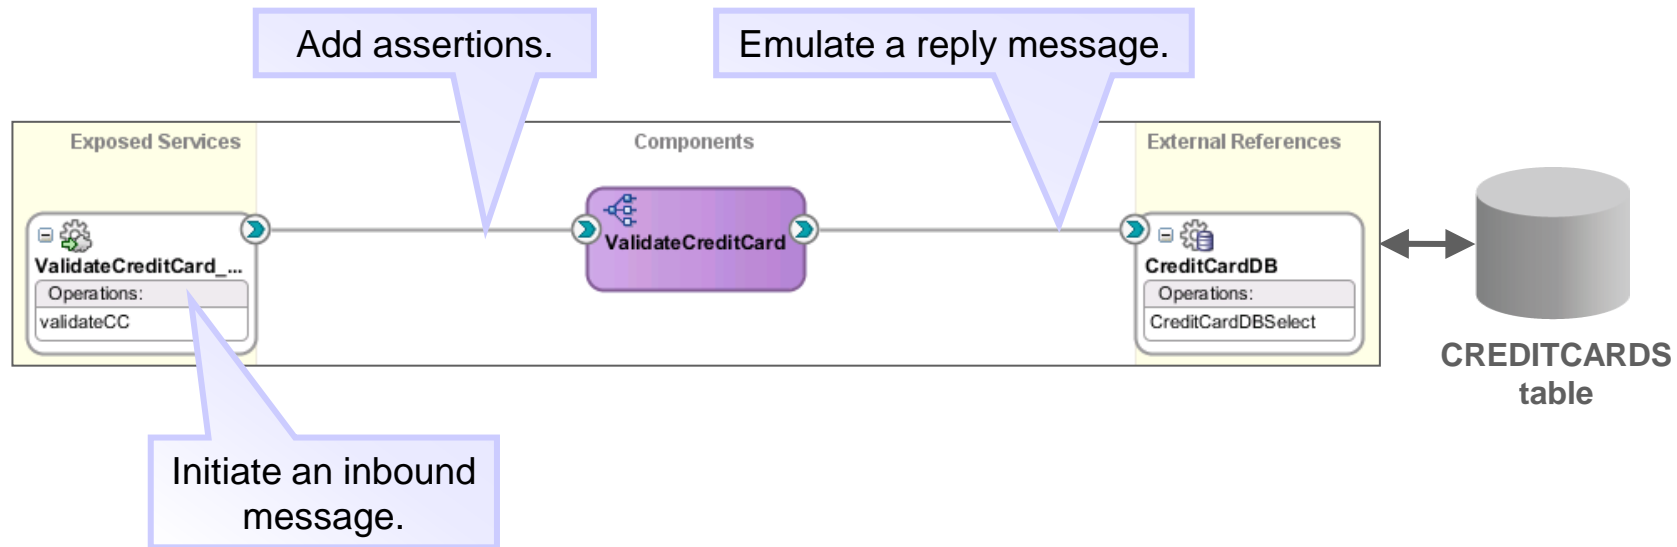 Add assertions.
Emulate a reply message.
Exposed Services
Components
External References
ValidateCreditCard_...
Operations:
validateCC
ValidateCreditCard
CreditCardDB
Operations:
CreditCardDBSelect
CREDITCARDS
table
Initiate an inbound
message.